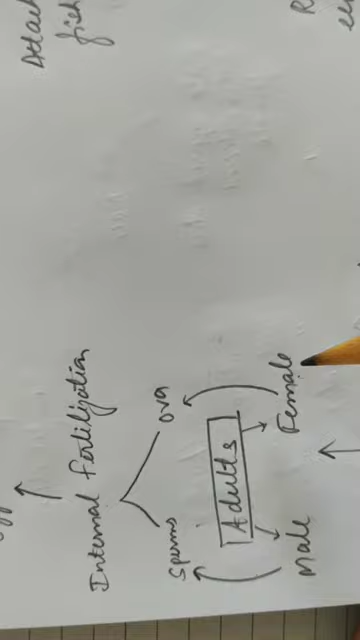 Internal Fertilization
Sperms
Ova
Adults
Male
Female